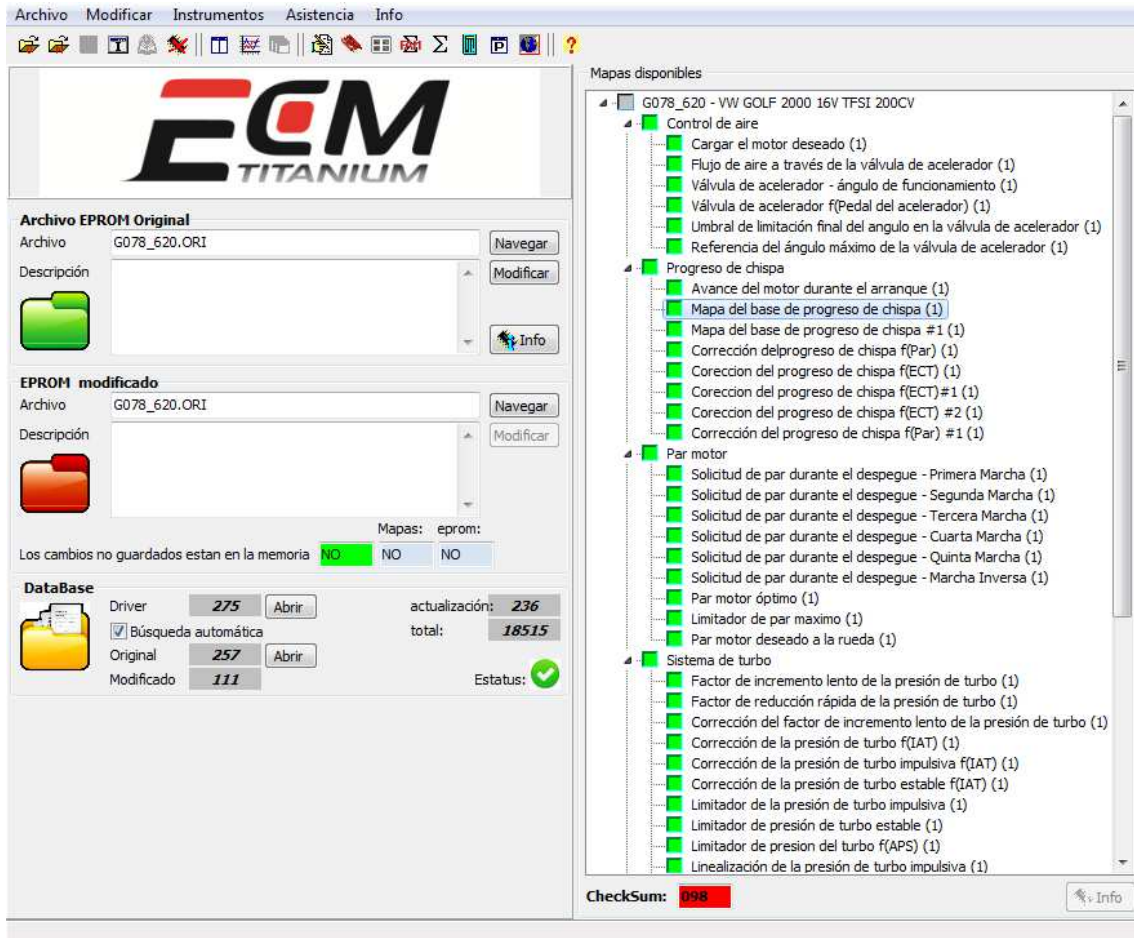 Archivo Modificar Instrumentos Asistencia Info
ECM
TITANIUM
Archivo EPROM Original
Archivo G078_620.ORI Navegar
Descripción Modificar
Info
EPROM modificado
Archivo G078_620.ORI Navegar
Descripción Modificar
Mapas: eprom:
Los cambios no guardados estan en la memoria NO NO NO
DataBase
Driver 275 Abrir actualización: 236
Búsqueda automática total: 18515
Original 257 Abrir
Modificado 111 Estatus:
Mapas disponibles
G078_620 - VW GOLF 2000 16V TFSI 200CV
Control de aire
Cargar el motor deseado (1)
Flujo de aire a través de la válvula de acelerador (1)
Válvula de acelerador - ángulo de funcionamiento (1)
Válvula de acelerador f(Pedal del acelerador) (1)
Umbral de limitación final del angulo en la válvula de acelerador (1)
Referencia del ángulo máximo de la válvula de acelerador (1)
Progreso de chispa
Avance del motor durante el arranque (1)
Mapa del base de progreso de chispa (1)
Mapa del base de progreso de chispa #1 (1)
Corrección delprogreso de chispa f(Par) (1)
Coreccion del progreso de chispa f(ECT) (1)
Coreccion del progreso de chispa f(ECT)#1 (1)
Coreccion del progreso de chispa f(ECT) #2 (1)
Corrección del progreso de chispa f(Par) #1 (1)
Par motor
Solicitud de par durante el despegue - Primera Marcha (1)
Solicitud de par durante el despegue - Segunda Marcha (1)
Solicitud de par durante el despegue - Tercera Marcha (1)
Solicitud de par durante el despegue - Cuarta Marcha (1)
Solicitud de par durante el despegue - Quinta Marcha (1)
Solicitud de par durante el despegue - Marcha Inversa (1)
Par motor óptimo (1)
Limitador de par maximo (1)
Par motor deseado a la rueda (1)
Sistema de turbo
Factor de incremento lento de la presión de turbo (1)
Factor de reducción rápida de la presión de turbo (1)
Corrección del factor de incremento lento de la presión de turbo (1)
Corrección de la presión de turbo f(IAT) (1)
Corrección de la presión de turbo impulsiva f(IAT) (1)
Corrección de la presión de turbo estable f(IAT) (1)
Limitador de la presión de turbo impulsiva (1)
Limitador de presión de turbo estable (1)
Limitador de presion del turbo f(APS) (1)
Linealización de la presión de turbo impulsiva (1)
CheckSum: 098 Info